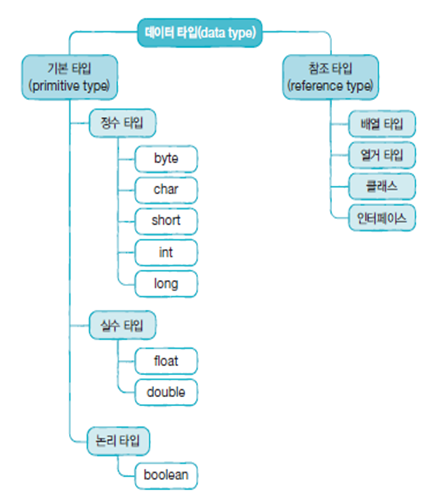 데이터 타입(data type)
기본 타입
(primitive type)
정수 타입
byte
char
short
int
long
실수 타입
float
double
논리 타입
boolean
참조 타입
(reference type)
배열 타입
열거 타입
클래스
인터페이스